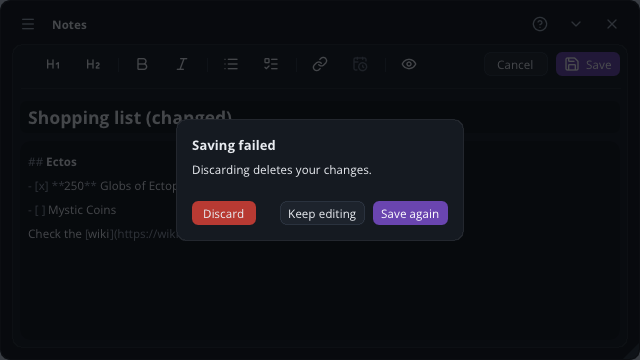 Notes
H1 H2 B I Cancel Save
Shopping list (changed)
## Ectos
- [x] **250** Globs of Ectop
- [ ] Mystic Coins
Check the [wiki](https://wiki
Saving failed
Discarding deletes your changes.
Discard Keep editing Save again